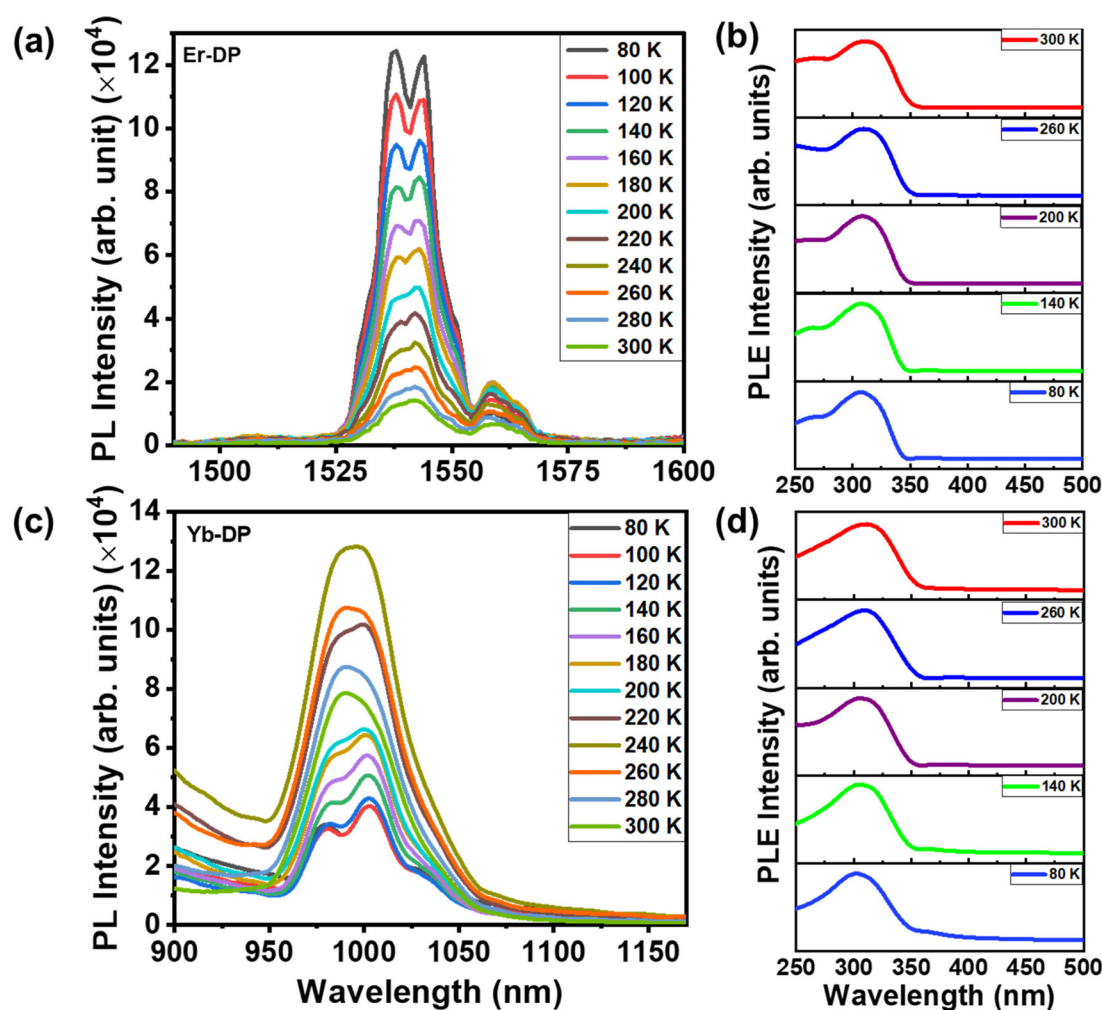 (a)
Er-DP
PL Intensity (arb. unit) (×10⁴)
12
10
8
6
4
2
0
1500
1525
1550
1575
1600
80 K
100 K
120 K
140 K
160 K
180 K
200 K
220 K
240 K
260 K
280 K
300 K
(b)
PLE Intensity (arb. units)
300 K
260 K
200 K
140 K
80 K
250
300
350
400
450
500
(c)
Yb-DP
PL Intensity (arb. units) (×10⁴)
14
12
10
8
6
4
2
0
900
950
1000
1050
1100
1150
Wavelength (nm)
80 K
100 K
120 K
140 K
160 K
180 K
200 K
220 K
240 K
260 K
280 K
300 K
(d)
PLE Intensity (arb. units)
300 K
260 K
200 K
140 K
80 K
250
300
350
400
450
500
Wavelength (nm)